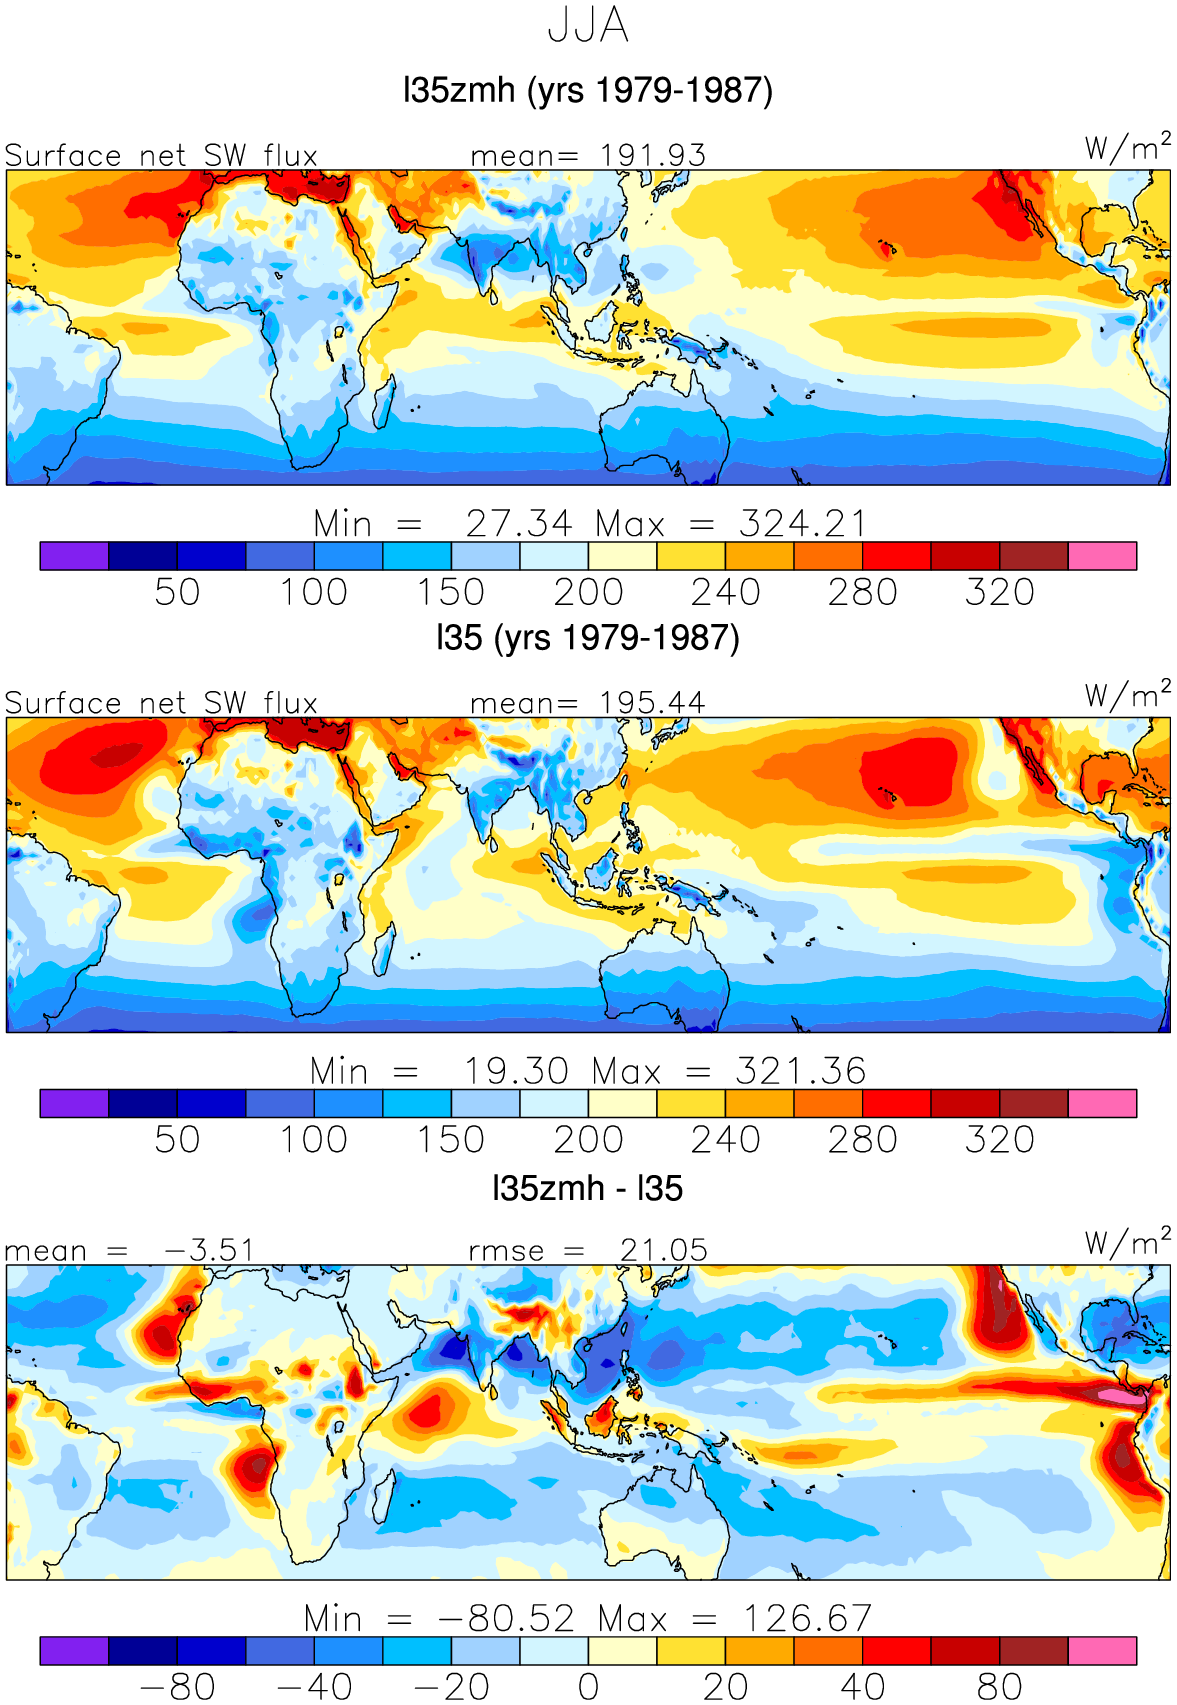 JJA
l35zmh (yrs 1979-1987)
Surface net SW flux mean= 191.93 W/m²
Min = 27.34 Max = 324.21
50 100 150 200 240 280 320
l35 (yrs 1979-1987)
Surface net SW flux mean= 195.44 W/m²
Min = 19.30 Max = 321.36
50 100 150 200 240 280 320
l35zmh - l35
mean = -3.51 rmse = 21.05 W/m²
Min = -80.52 Max = 126.67
-80 -40 -20 0 20 40 80